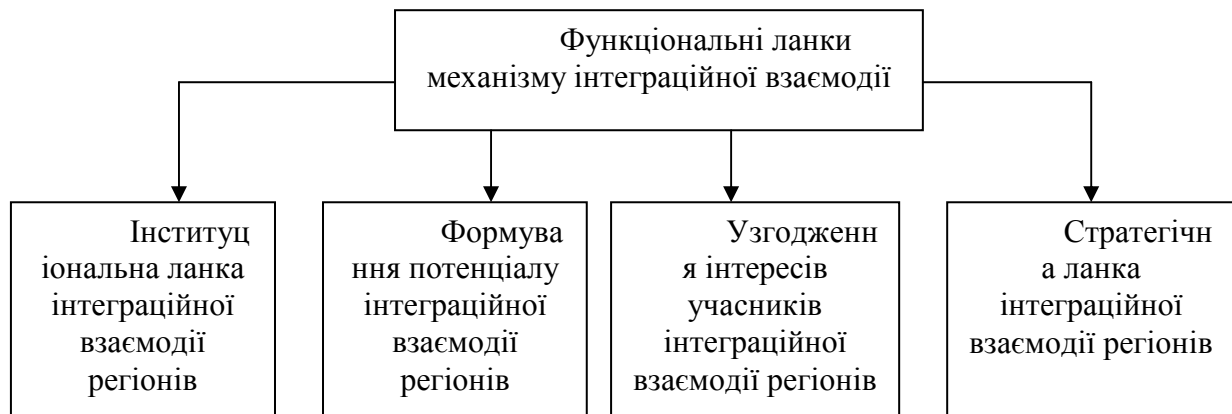 Функціональні ланки
механізму інтеграційної взаємодії
Інституц
іональна ланка
інтеграційної
взаємодії
регіонів
Формува
ння потенціалу
інтеграційної
взаємодії
регіонів
Узгодженн
я інтересів
учасників
інтеграційної
взаємодії регіонів
Стратегічн
а ланка
інтеграційної
взаємодії регіонів